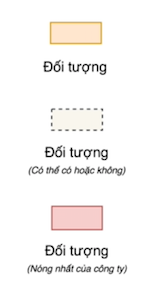 Đối tượng
Đối tượng
(Có thể có hoặc không)
Đối tượng
(Nóng nhất của công ty)